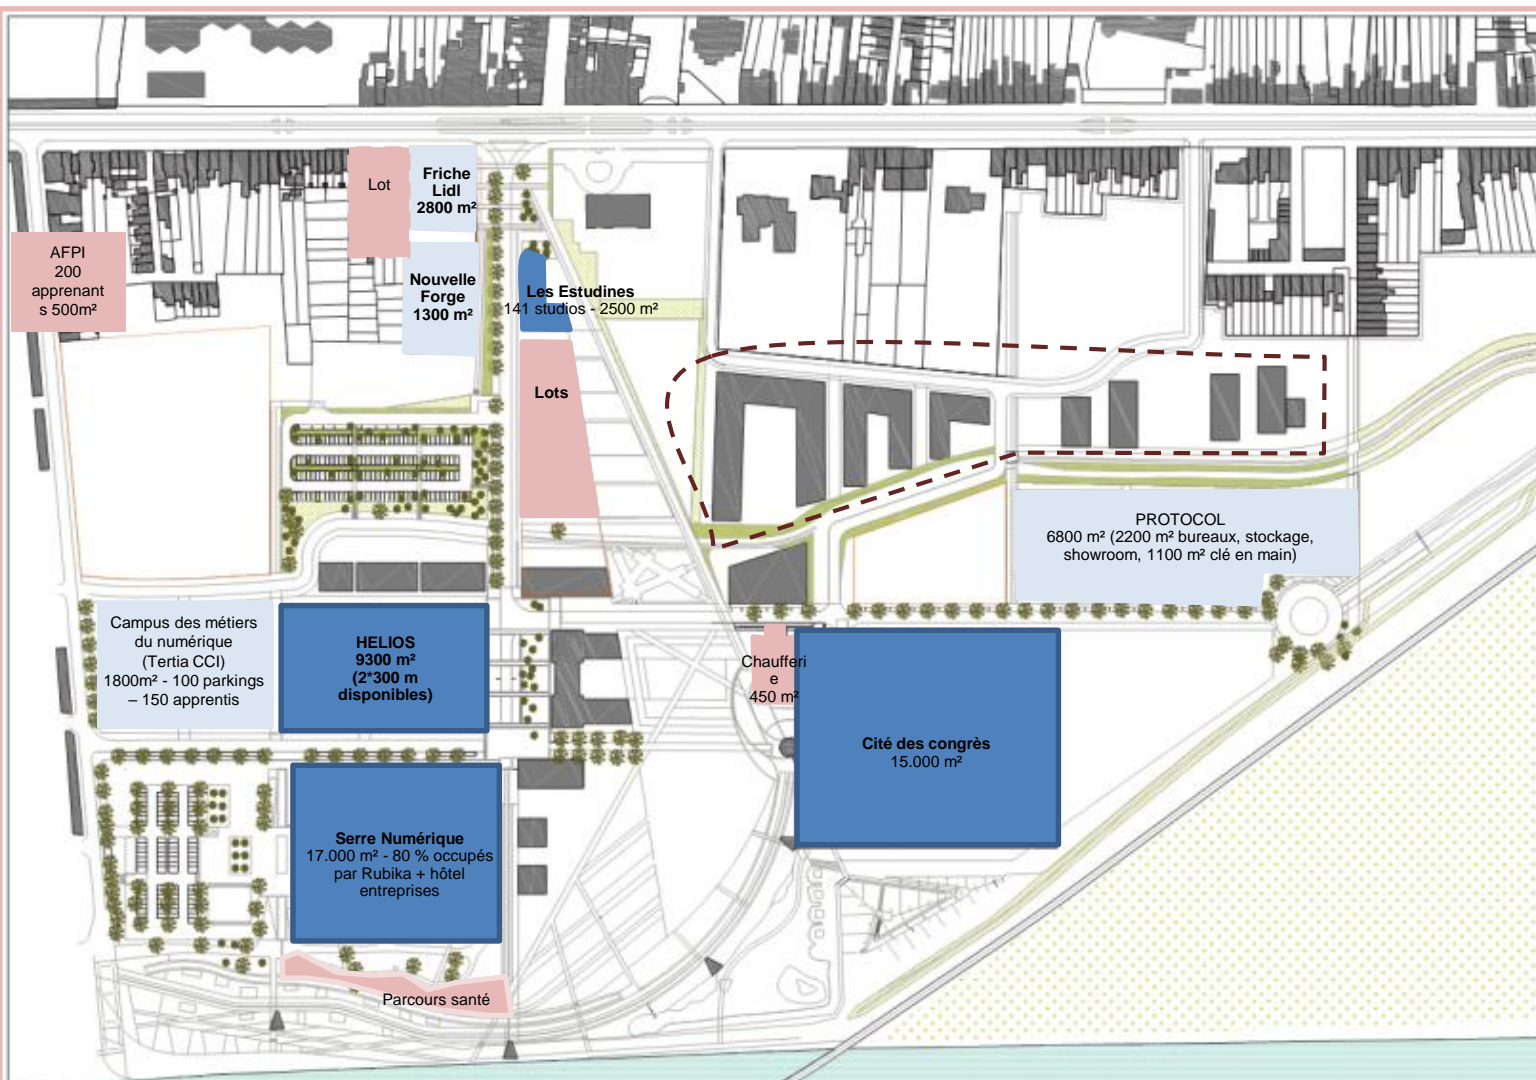 Lot
Friche
Lidl
2800 m²
AFPI
200
apprenant
s 500m²
Nouvelle
Forge
1300 m²
Les Estudines
141 studios - 2500 m²
Lots
PROTOCOL
6800 m² (2200 m² bureaux, stockage,
showroom, 1100 m² clé en main)
Campus des métiers
du numérique
(Tertia CCI)
1800m² - 100 parkings
– 150 apprentis
HELIOS
9300 m²
(2*300 m
disponibles)
Chaufferi
e
450 m²
Cité des congrès
15.000 m²
Serre Numérique
17.000 m² - 80 % occupés
par Rubika + hôtel
entreprises
Parcours santé